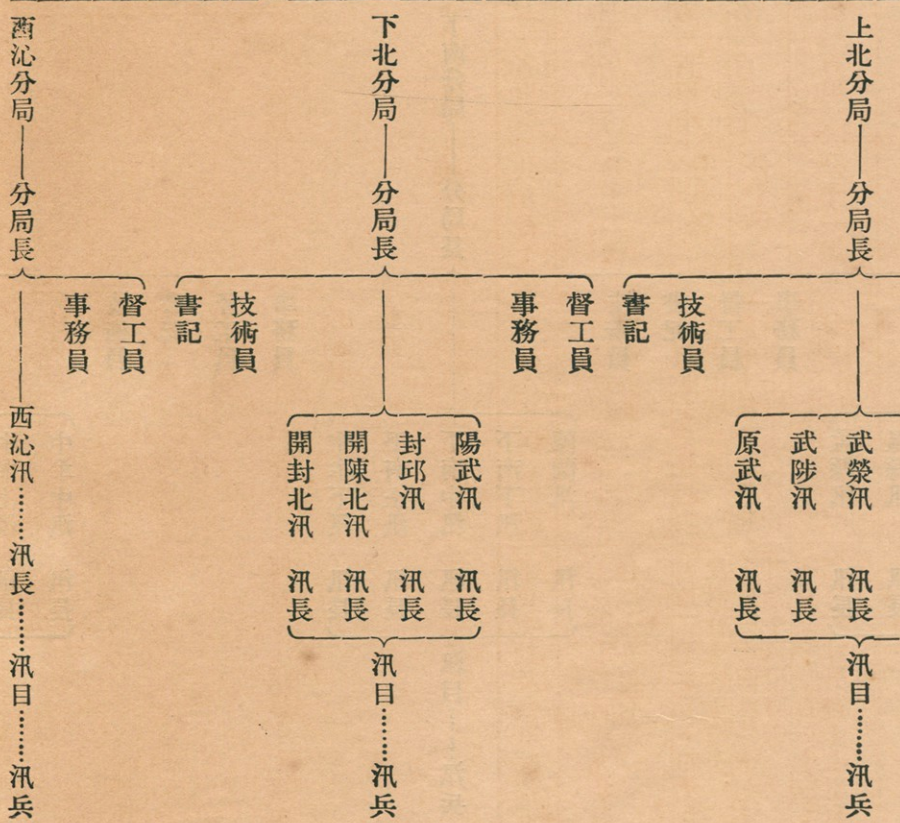 上北分局
分局長
技術員
書記
武榮汛 汛長
武陟汛 汛長
原武汛 汛長
汛目
汛兵
下北分局
分局長
督工員
事務員
技術員
書記
陽武汛 汛長
封邱汛 汛長
開陳北汛 汛長
開封北汛 汛長
汛目
汛兵
西沁分局
分局長
督工員
事務員
西沁汛
汛長
汛目
汛兵